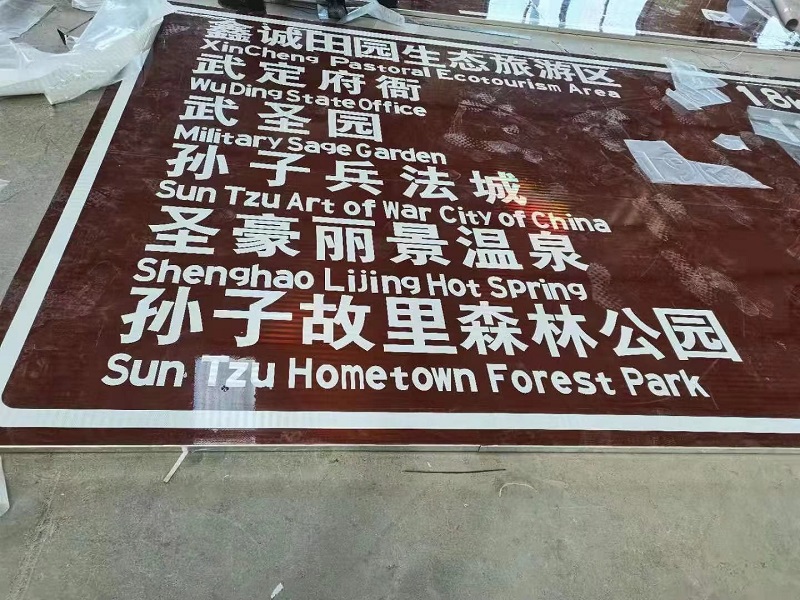 鑫诚田园生态旅游区
XinCheng Pastoral Ecotourism Area
武定府衙
WuDing State Office
武圣园
Military Sage Garden
孙子兵法城
Sun Tzu Art of War City of China
圣豪丽景温泉
Shenghao Lijing Hot Spring
孙子故里森林公园
Sun Tzu Hometown Forest Park